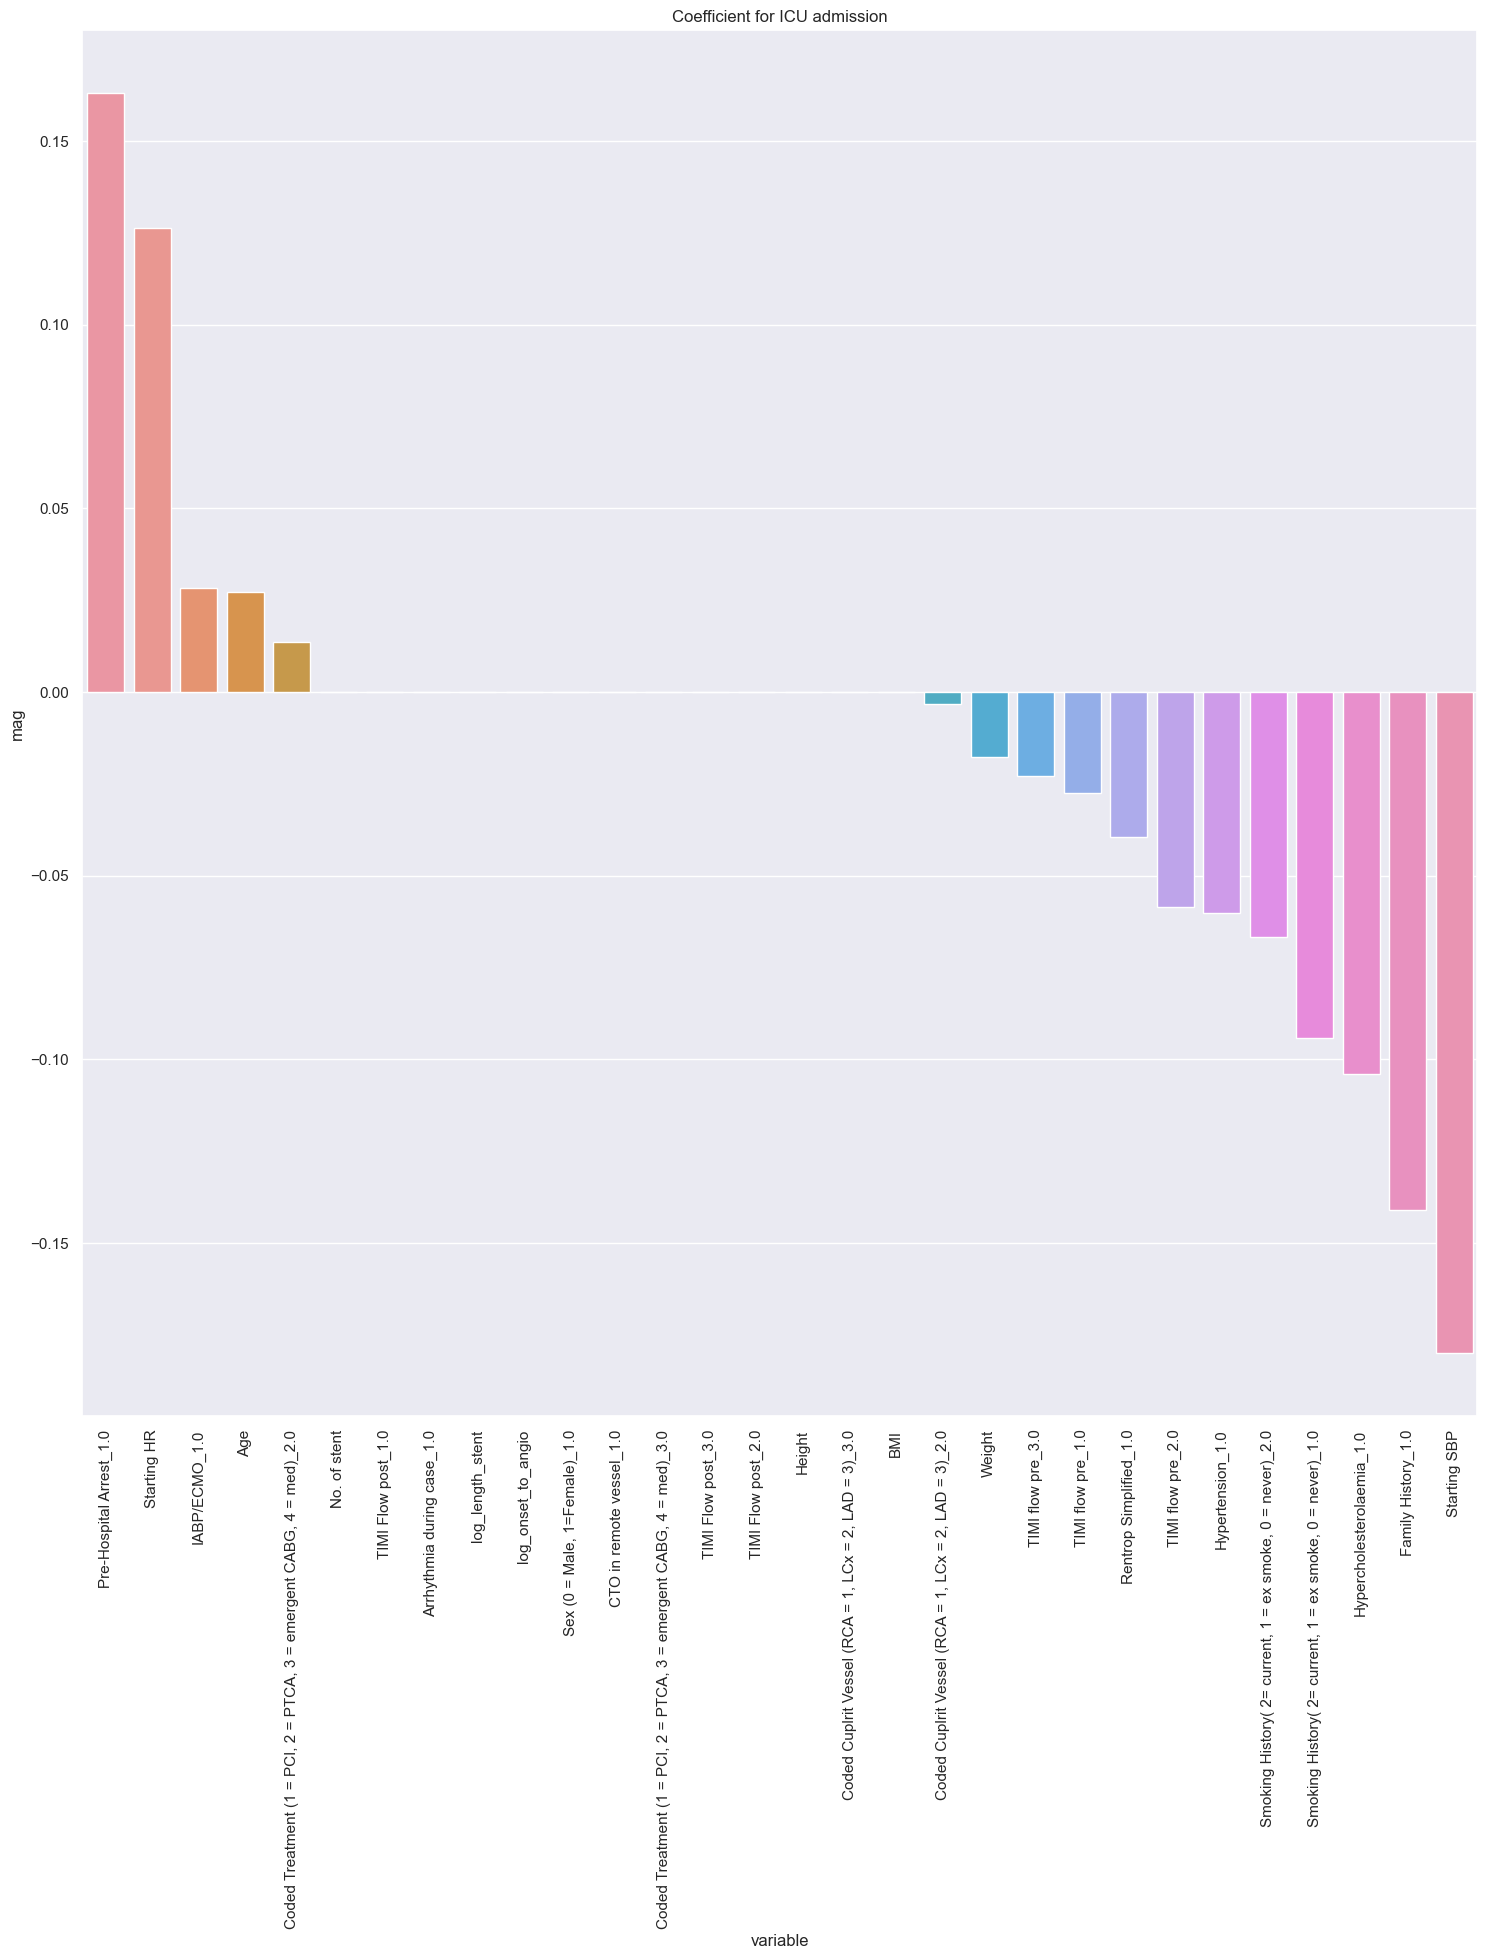 Coefficient for ICU admission
0.15
0.10
0.05
0.00
−0.05
−0.10
−0.15
mag
Pre-Hospital Arrest_1.0
Starting HR
IABP/ECMO_1.0
Age
Coded Treatment (1 = PCI, 2 = PTCA, 3 = emergent CABG, 4 = med)_2.0
No. of stent
TIMI Flow post_1.0
Arrhythmia during case_1.0
log_length_stent
log_onset_to_angio
Sex (0 = Male, 1=Female)_1.0
CTO in remote vessel_1.0
Coded Treatment (1 = PCI, 2 = PTCA, 3 = emergent CABG, 4 = med)_3.0
TIMI Flow post_3.0
TIMI Flow post_2.0
Height
Coded Cuplrit Vessel (RCA = 1, LCx = 2, LAD = 3)_3.0
BMI
Coded Cuplrit Vessel (RCA = 1, LCx = 2, LAD = 3)_2.0
Weight
TIMI flow pre_3.0
TIMI flow pre_1.0
Rentrop Simplified_1.0
TIMI flow pre_2.0
Hypertension_1.0
Smoking History( 2= current, 1 = ex smoke, 0 = never)_2.0
Smoking History( 2= current, 1 = ex smoke, 0 = never)_1.0
Hypercholesterolaemia_1.0
Family History_1.0
Starting SBP
variable